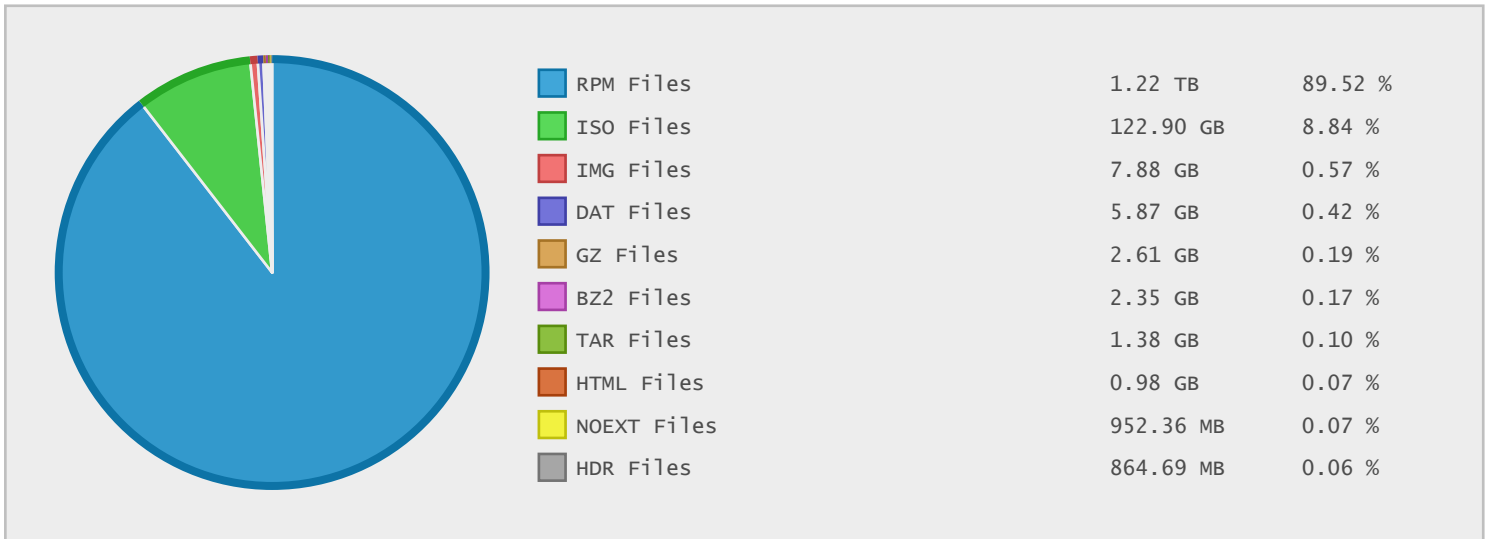 RPM Files 1.22 TB 89.52 %
ISO Files 122.90 GB 8.84 %
IMG Files 7.88 GB 0.57 %
DAT Files 5.87 GB 0.42 %
GZ Files 2.61 GB 0.19 %
BZ2 Files 2.35 GB 0.17 %
TAR Files 1.38 GB 0.10 %
HTML Files 0.98 GB 0.07 %
NOEXT Files 952.36 MB 0.07 %
HDR Files 864.69 MB 0.06 %